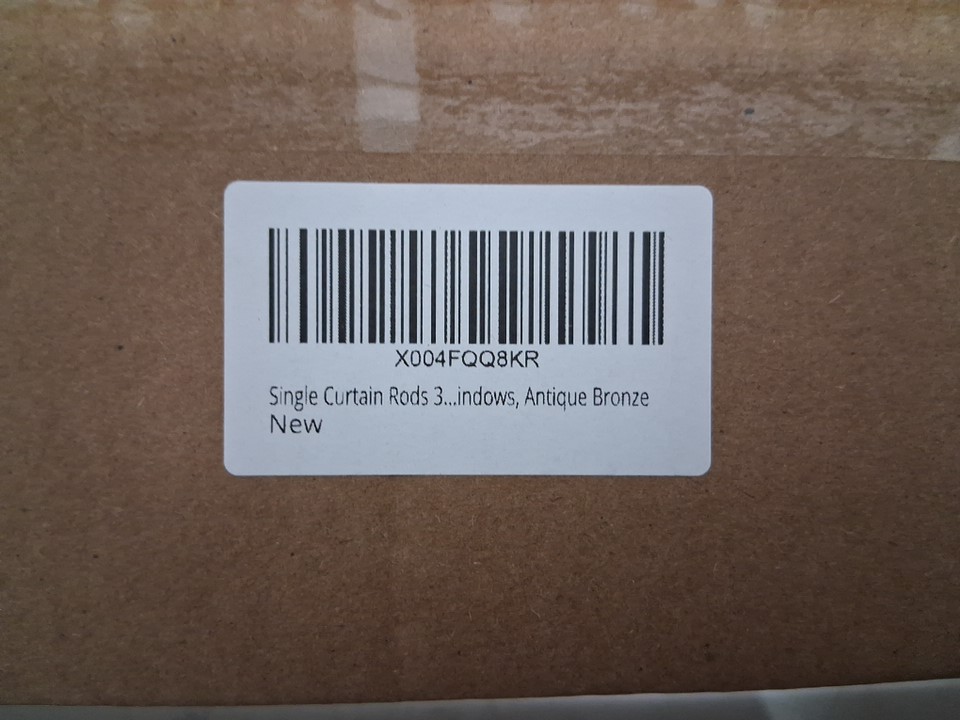 X004FQQ8KR
Single Curtain Rods 3...indows, Antique Bronze
New